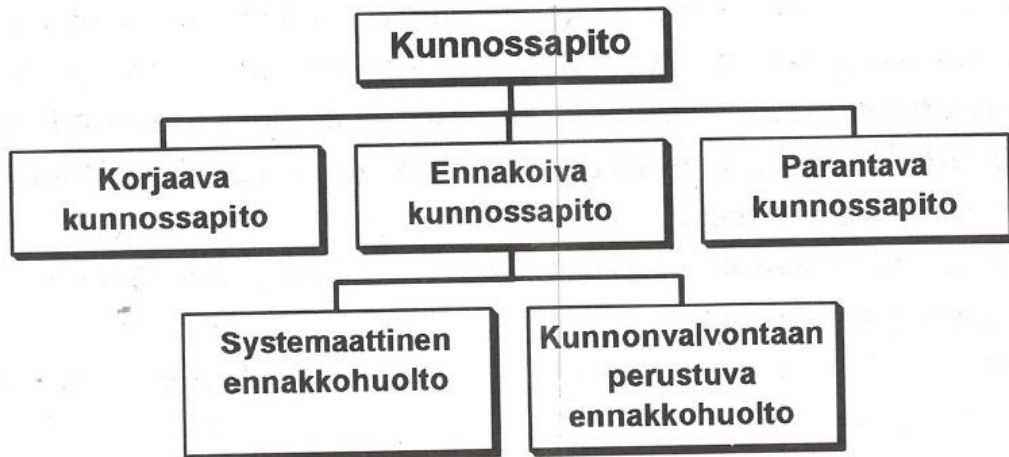 Kunnossapito
Korjaava
kunnossapito
Ennakoiva
kunnossapito
Parantava
kunnossapito
Systemaattinen
ennakkohuolto
Kunnonvalvontaan
perustuva
ennakkohuolto